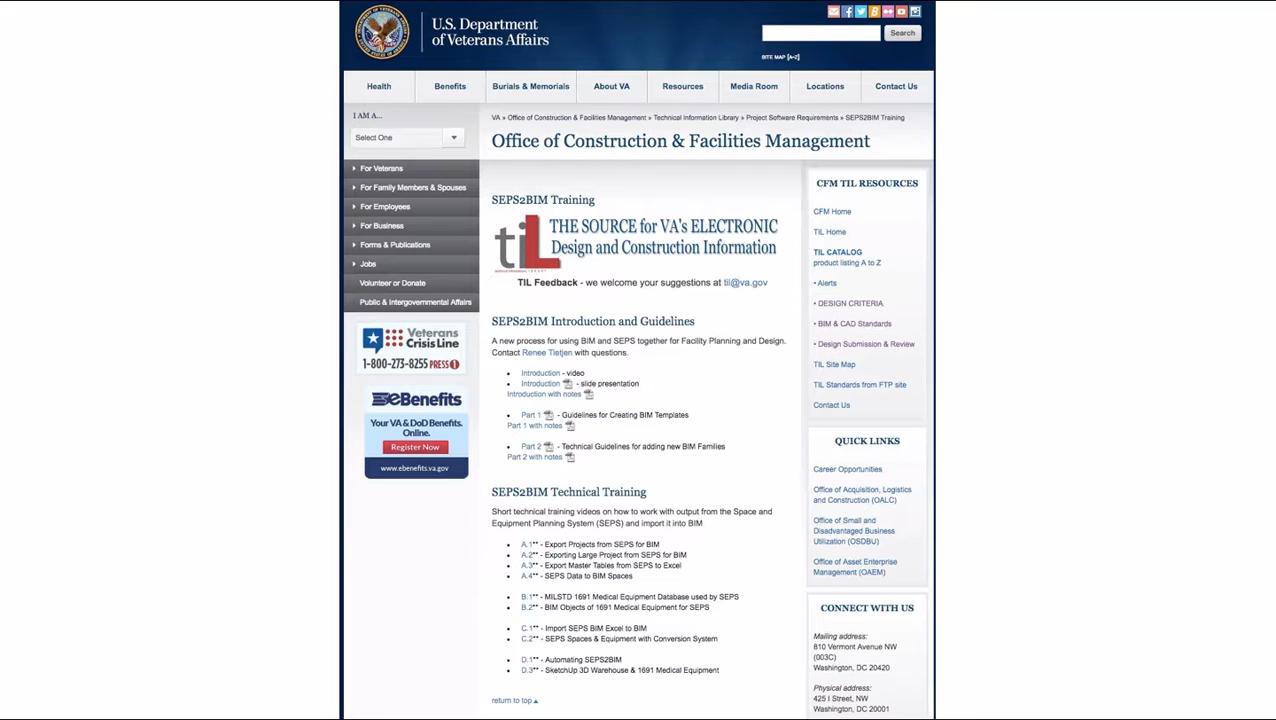 U.S. Department
of Veterans Affairs
Search
SITE MAP [A-Z]
Health
Benefits
Burials & Memorials
About VA
Resources
Media Room
Locations
Contact Us
I AM A...
Select One
For Veterans
For Family Members & Spouses
For Employees
For Business
Forms & Publications
Jobs
Volunteer or Donate
Public & Intergovernmental Affairs
Veterans
Crisis Line
1-800-273-8255 PRESS 1
eBenefits
Your VA & DoD Benefits.
Online.
Register Now
www.ebenefits.va.gov
VA » Office of Construction & Facilities Management » Technical Information Library » Project Software Requirements » SEPS2BIM Training
Office of Construction & Facilities Management
SEPS2BIM Training
tiL
THE SOURCE for VA's ELECTRONIC
Design and Construction Information
TIL Feedback - we welcome your suggestions at til@va.gov
SEPS2BIM Introduction and Guidelines
A new process for using BIM and SEPS together for Facility Planning and Design.
Contact Renee Tietjen with questions.
• Introduction - video
• Introduction - slide presentation
Introduction with notes
• Part 1 - Guidelines for Creating BIM Templates
Part 1 with notes
• Part 2 - Technical Guidelines for adding new BIM Families
Part 2 with notes
SEPS2BIM Technical Training
Short technical training videos on how to work with output from the Space and
Equipment Planning System (SEPS) and import it into BIM
• A.1** - Export Projects from SEPS for BIM
• A.2** - Exporting Large Project from SEPS for BIM
• A.3** - Export Master Tables from SEPS to Excel
• A.4** - SEPS Data to BIM Spaces
• B.1** - MILSTD 1691 Medical Equipment Database used by SEPS
• B.2** - BIM Objects of 1691 Medical Equipment for SEPS
• C.1** - Import SEPS BIM Excel to BIM
• C.2** - SEPS Spaces & Equipment with Conversion System
• D.1** - Automating SEPS2BIM
• D.3** - SketchUp 3D Warehouse & 1691 Medical Equipment
return to top
CFM TIL RESOURCES
CFM Home
TIL Home
TIL CATALOG
product listing A to Z
• Alerts
• DESIGN CRITERIA
• BIM & CAD Standards
• Design Submission & Review
TIL Site Map
TIL Standards from FTP site
Contact Us
QUICK LINKS
Career Opportunities
Office of Acquisition, Logistics
and Construction (OALC)
Office of Small and
Disadvantaged Business
Utilization (OSDBU)
Office of Asset Enterprise
Management (OAEM)
CONNECT WITH US
Mailing address:
810 Vermont Avenue NW
(003C)
Washington, DC 20420
Physical address:
425 I Street, NW
Washington, DC 20001